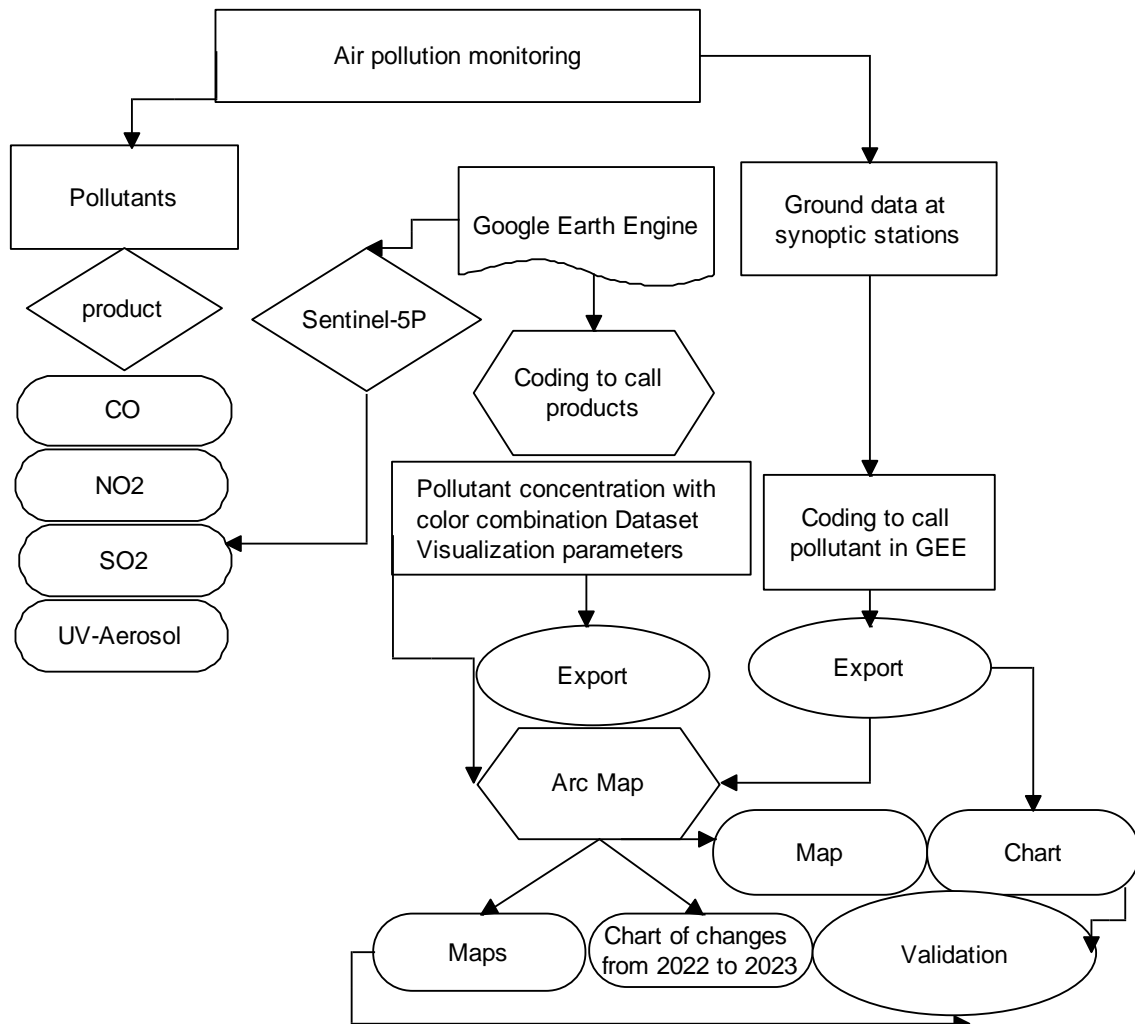 Air pollution monitoring
Pollutants
Google Earth Engine
Ground data at
synoptic stations
product
Sentinel-5P
Coding to call
products
CO
NO2
SO2
UV-Aerosol
Pollutant concentration with
color combination Dataset
Visualization parameters
Coding to call
pollutant in GEE
Export
Export
Arc Map
Map
Chart
Maps
Chart of changes
from 2022 to 2023
Validation